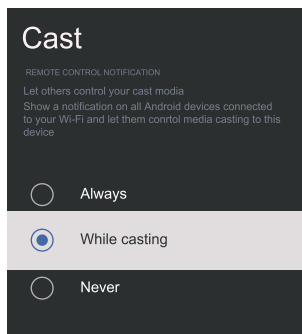 Cast
REMOTE CONTROL NOTIFICATION
Let others control your cast modia
Show a notification on all Android devices connected
to your Wi-Fi and let them conrtol media casting to this
device
Always
While casting
Never